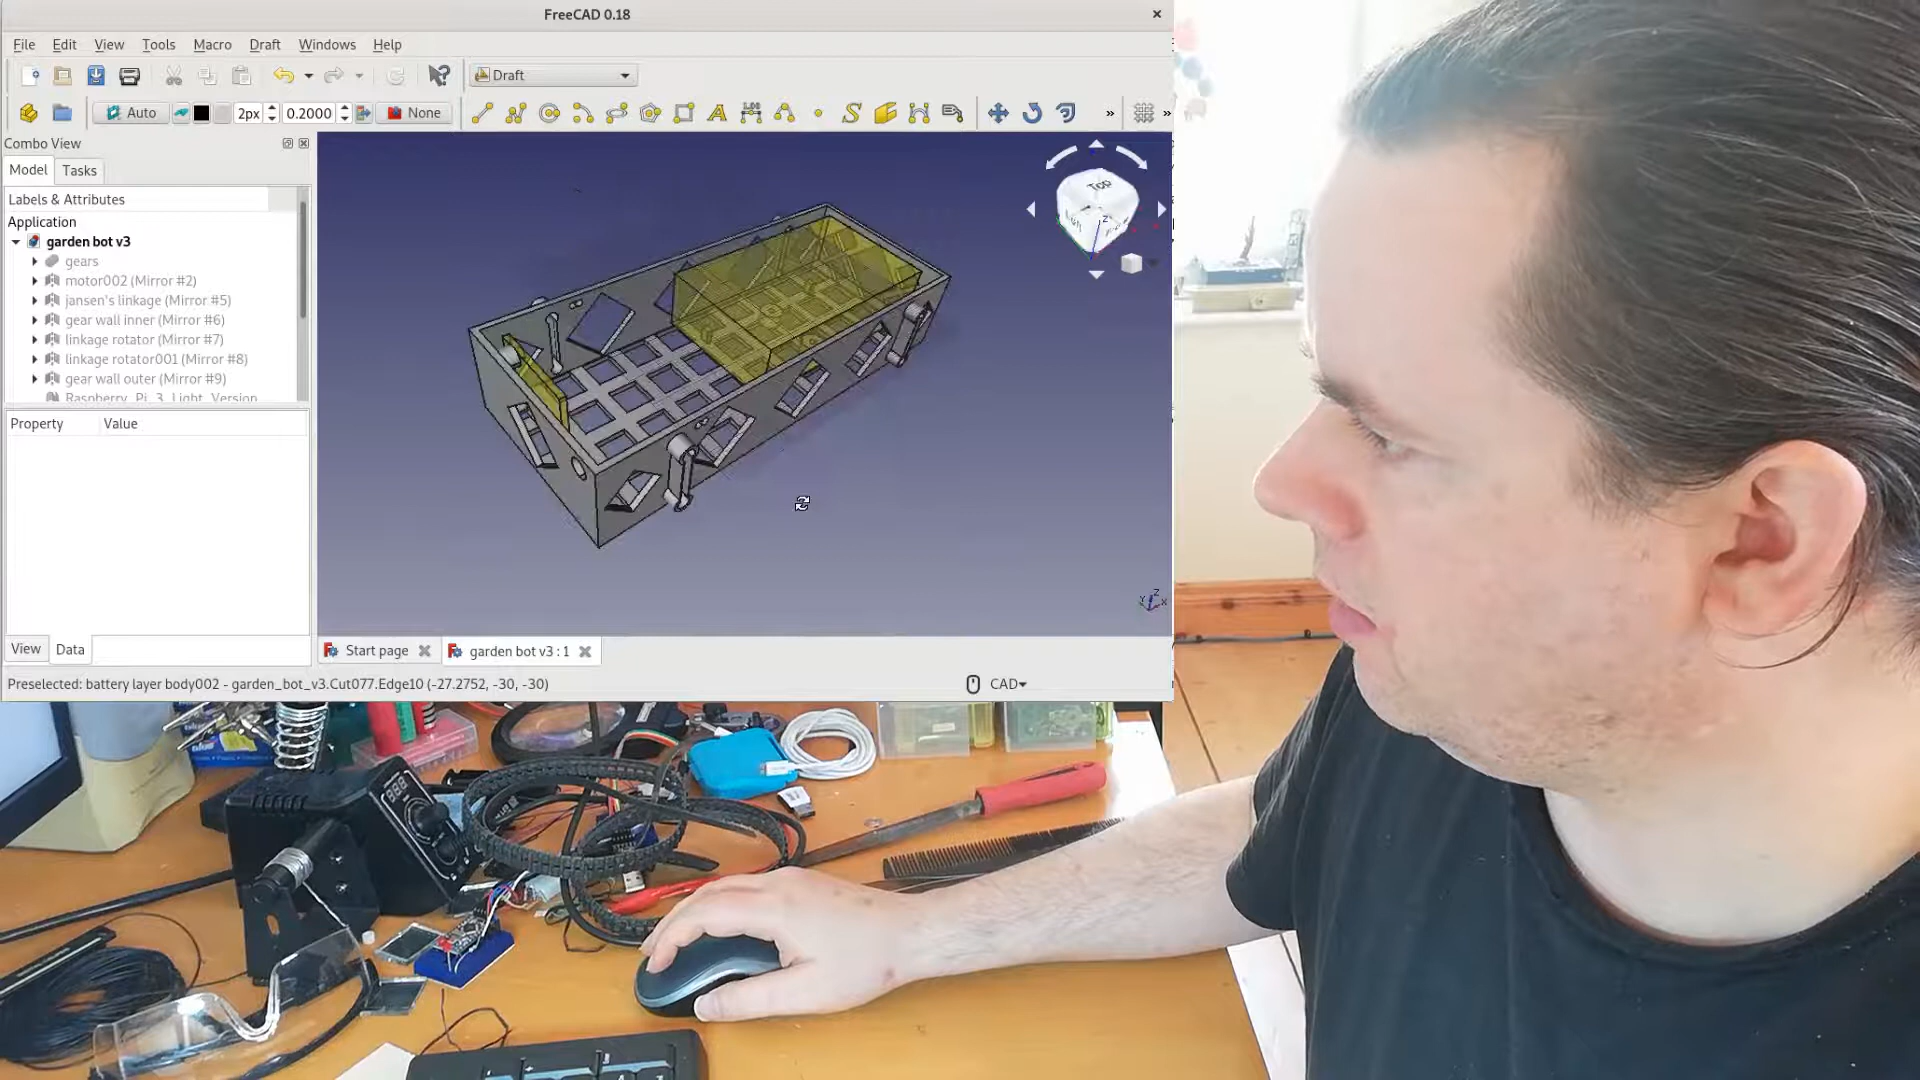 FreeCAD 0.18
File Edit View Tools Macro Draft Windows Help
Draft
Auto 2px 0.2000 None
Combo View
Model Tasks
Labels & Attributes
Application
garden bot v3
gears
motor002 (Mirror #2)
jansen's linkage (Mirror #5)
gear wall inner (Mirror #6)
linkage rotator (Mirror #7)
linkage rotator001 (Mirror #8)
gear wall outer (Mirror #9)
Raspberry_Pi_3_Light_Version
Property Value
Top
View Data
Start page garden bot v3 : 1
Preselected: battery layer body002 - garden_bot_v3.Cut077.Edge10 (-27.2752, -30, -30) CAD